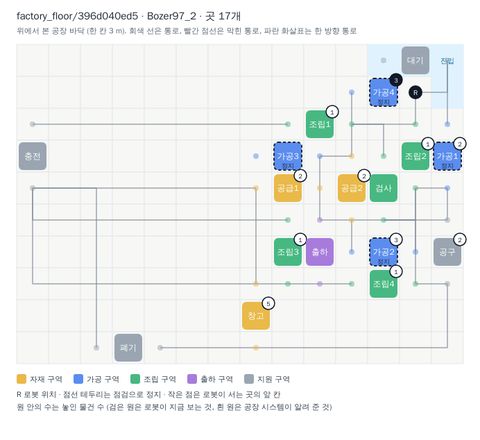 factory_floor/396d040ed5 · Bozer97_2 · 곳 17개
위에서 본 공장 바닥 (한 칸 3 m). 회색 선은 통로, 빨간 점선은 막힌 통로, 파란 화살표는 한 방향 통로
대기
진입
3
가공4
정지
R
1
조립1
충전
가공3
정지
1
조립2
2
가공1
정지
2
공급1
2
공급2
검사
1
조립3
출하
3
가공2
정지
2
공구
1
조립4
5
창고
폐기
자재 구역
가공 구역
조립 구역
출하 구역
지원 구역
R 로봇 위치 · 점선 테두리는 점검으로 정지 · 작은 점은 로봇이 서는 곳의 앞 칸
원 안의 수는 놓인 물건 수 (검은 원은 로봇이 지금 보는 것, 흰 원은 공장 시스템이 알려 준 것)